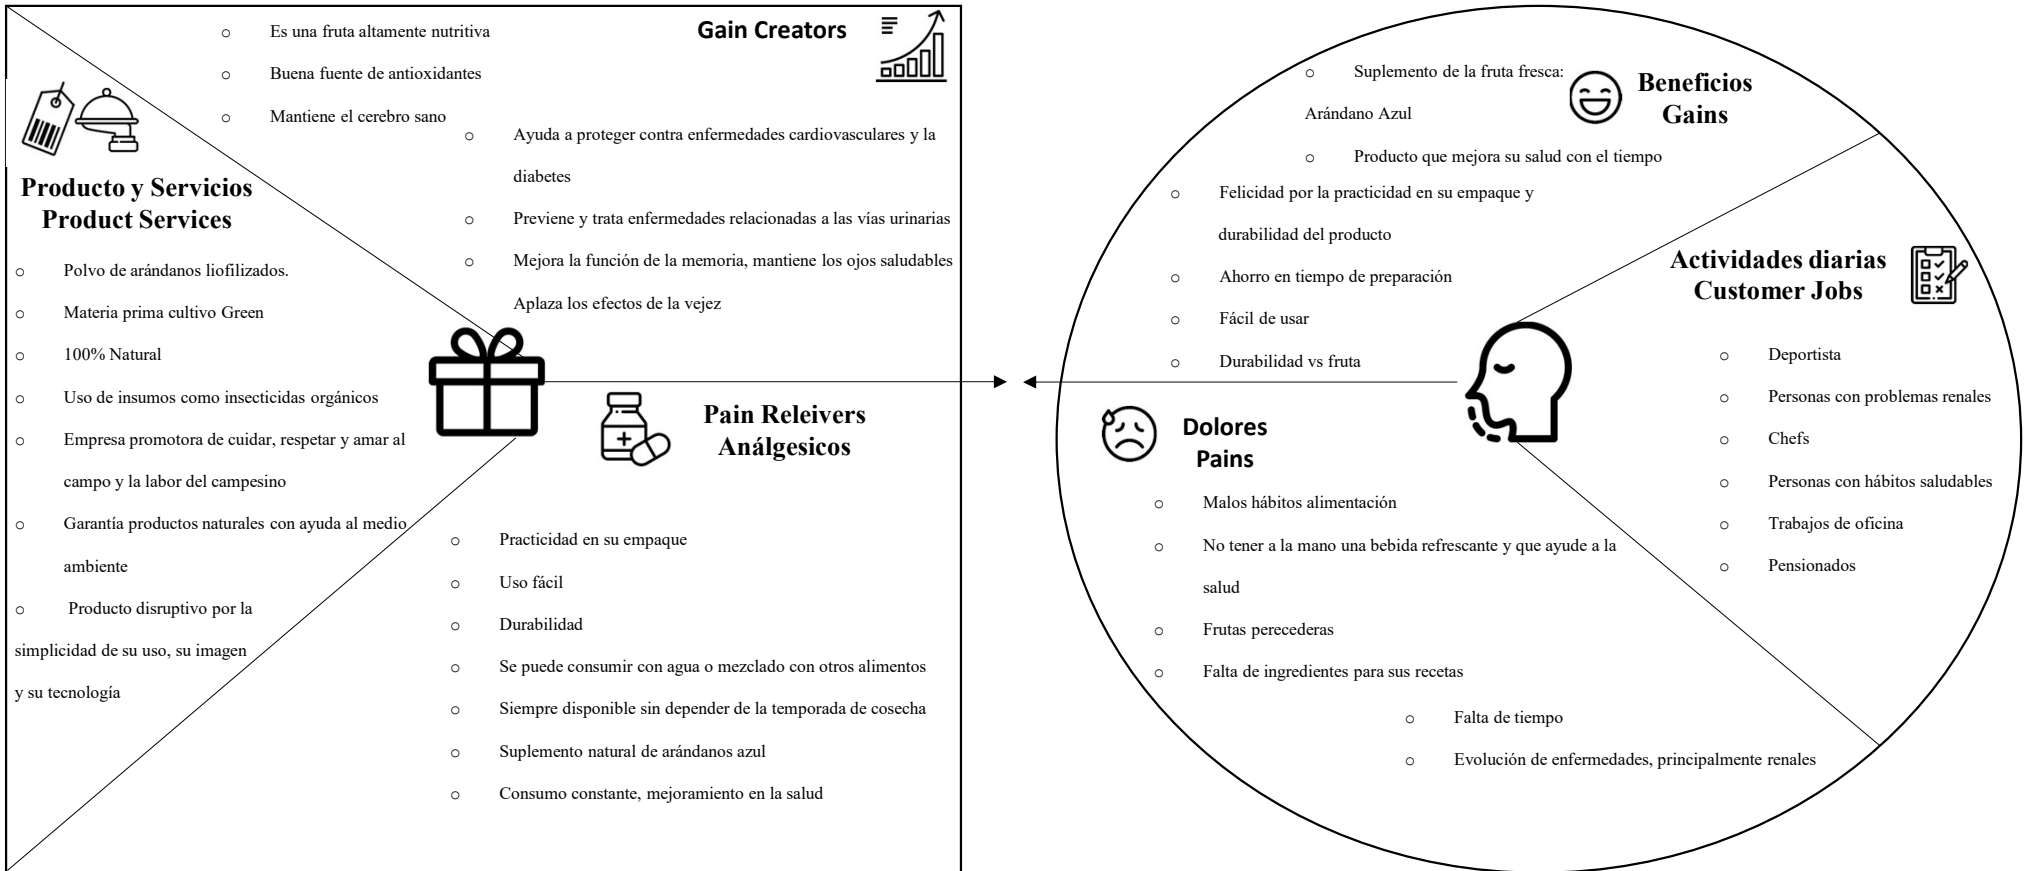 Gain Creators
○ Es una fruta altamente nutritiva
○ Buena fuente de antioxidantes
○ Mantiene el cerebro sano
○ Ayuda a proteger contra enfermedades cardiovasculares y la
diabetes
○ Previene y trata enfermedades relacionadas a las vías urinarias
○ Mejora la función de la memoria, mantiene los ojos saludables
Aplaza los efectos de la vejez
Producto y Servicios
Product Services
○ Polvo de arándanos liofilizados.
○ Materia prima cultivo Green
○ 100% Natural
○ Uso de insumos como insecticidas orgánicos
○ Empresa promotora de cuidar, respetar y amar al
campo y la labor del campesino
○ Garantía productos naturales con ayuda al medio
ambiente
○ Producto disruptivo por la
simplicidad de su uso, su imagen
y su tecnología
Pain Releivers
Análgesicos
○ Practicidad en su empaque
○ Uso fácil
○ Durabilidad
○ Se puede consumir con agua o mezclado con otros alimentos
○ Siempre disponible sin depender de la temporada de cosecha
○ Suplemento natural de arándanos azul
○ Consumo constante, mejoramiento en la salud
Beneficios
Gains
○ Suplemento de la fruta fresca:
Arándano Azul
○ Producto que mejora su salud con el tiempo
○ Felicidad por la practicidad en su empaque y
durabilidad del producto
○ Ahorro en tiempo de preparación
○ Fácil de usar
○ Durabilidad vs fruta
Actividades diarias
Customer Jobs
○ Deportista
○ Personas con problemas renales
○ Chefs
○ Personas con hábitos saludables
○ Trabajos de oficina
○ Pensionados
Dolores
Pains
○ Malos hábitos alimentación
○ No tener a la mano una bebida refrescante y que ayude a la
salud
○ Frutas perecederas
○ Falta de ingredientes para sus recetas
○ Falta de tiempo
○ Evolución de enfermedades, principalmente renales